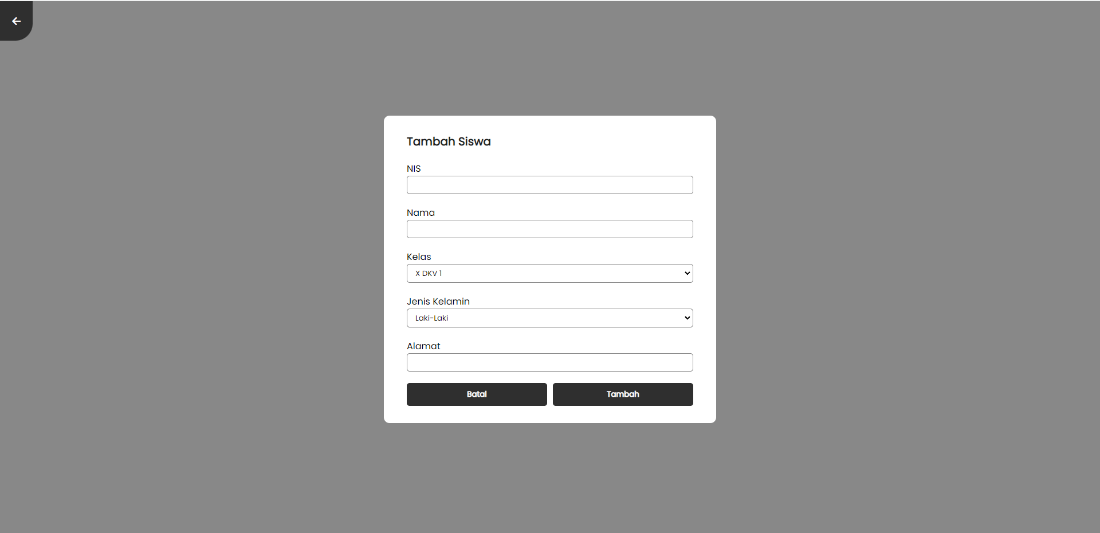 Tambah Siswa
NIS
Nama
Kelas
X DKV 1
Jenis Kelamin
Laki-Laki
Alamat
Batal
Tambah